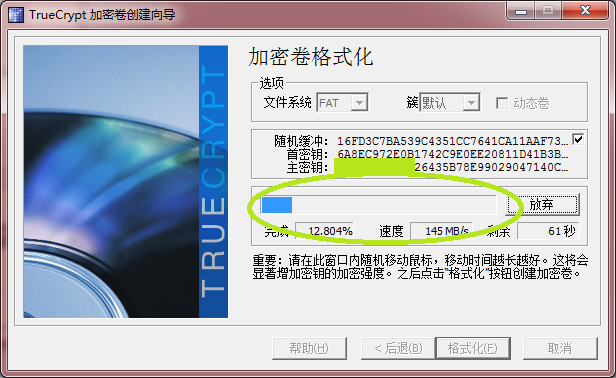 TrueCrypt 加密卷创建向导
TRUECRYPT
加密卷格式化
选项
文件系统 FAT 簇 默认 动态卷
随机缓冲: 16FD3C7BA539C4351CC7641CA11AAF73...
首密钥: 6A8EC972E0B1742C9E0EE20811D41B3B...
主密钥: 26435B78E99029047140C...
放弃
完成 12.804% 速度 145 MB/s 剩余 61 秒
重要: 请在此窗口内随机移动鼠标，移动时间越长越好。这将会
显著增加密钥的加密强度。之后点击“格式化”按钮创建加密卷。
帮助(H) < 后退(B) 格式化(F) 取消